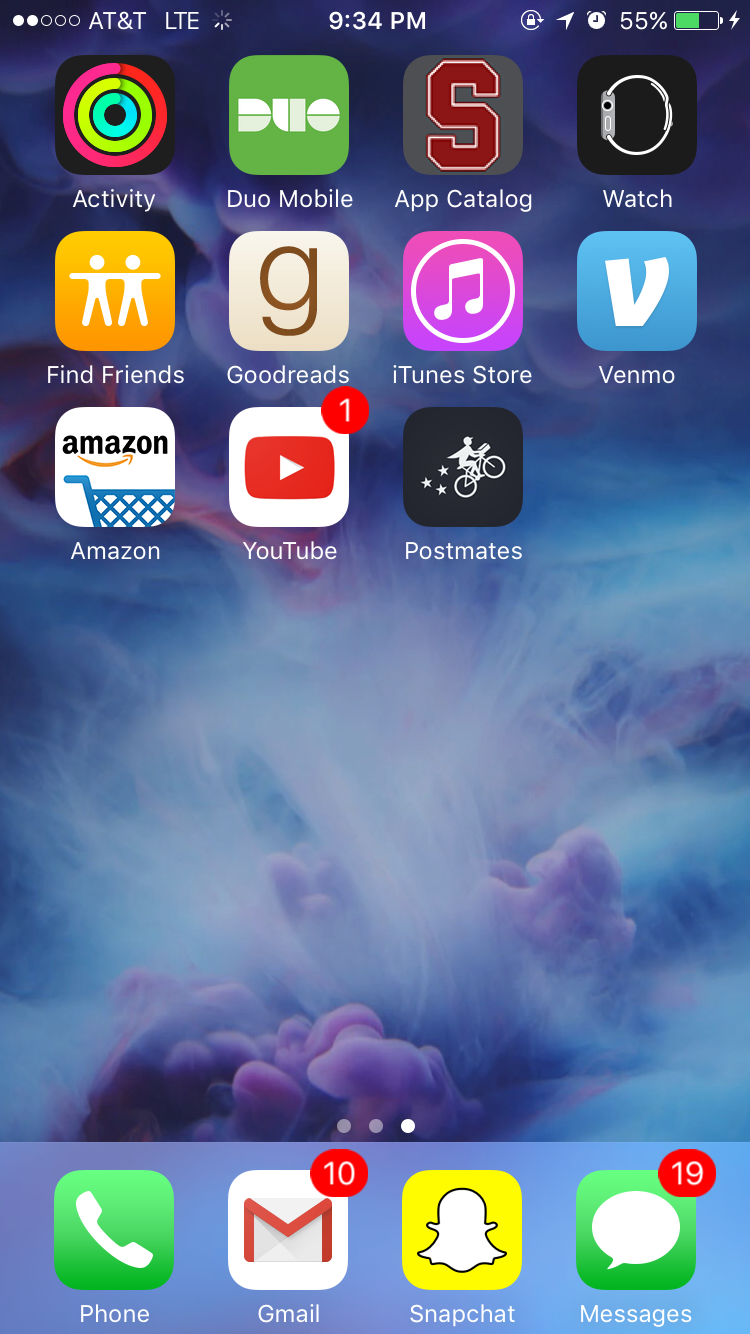 AT&T LTE 9:34 PM 55%
DUO S
Activity Duo Mobile App Catalog Watch
g V
Find Friends Goodreads iTunes Store Venmo
1
amazon
Amazon YouTube Postmates
10 19
Phone Gmail Snapchat Messages